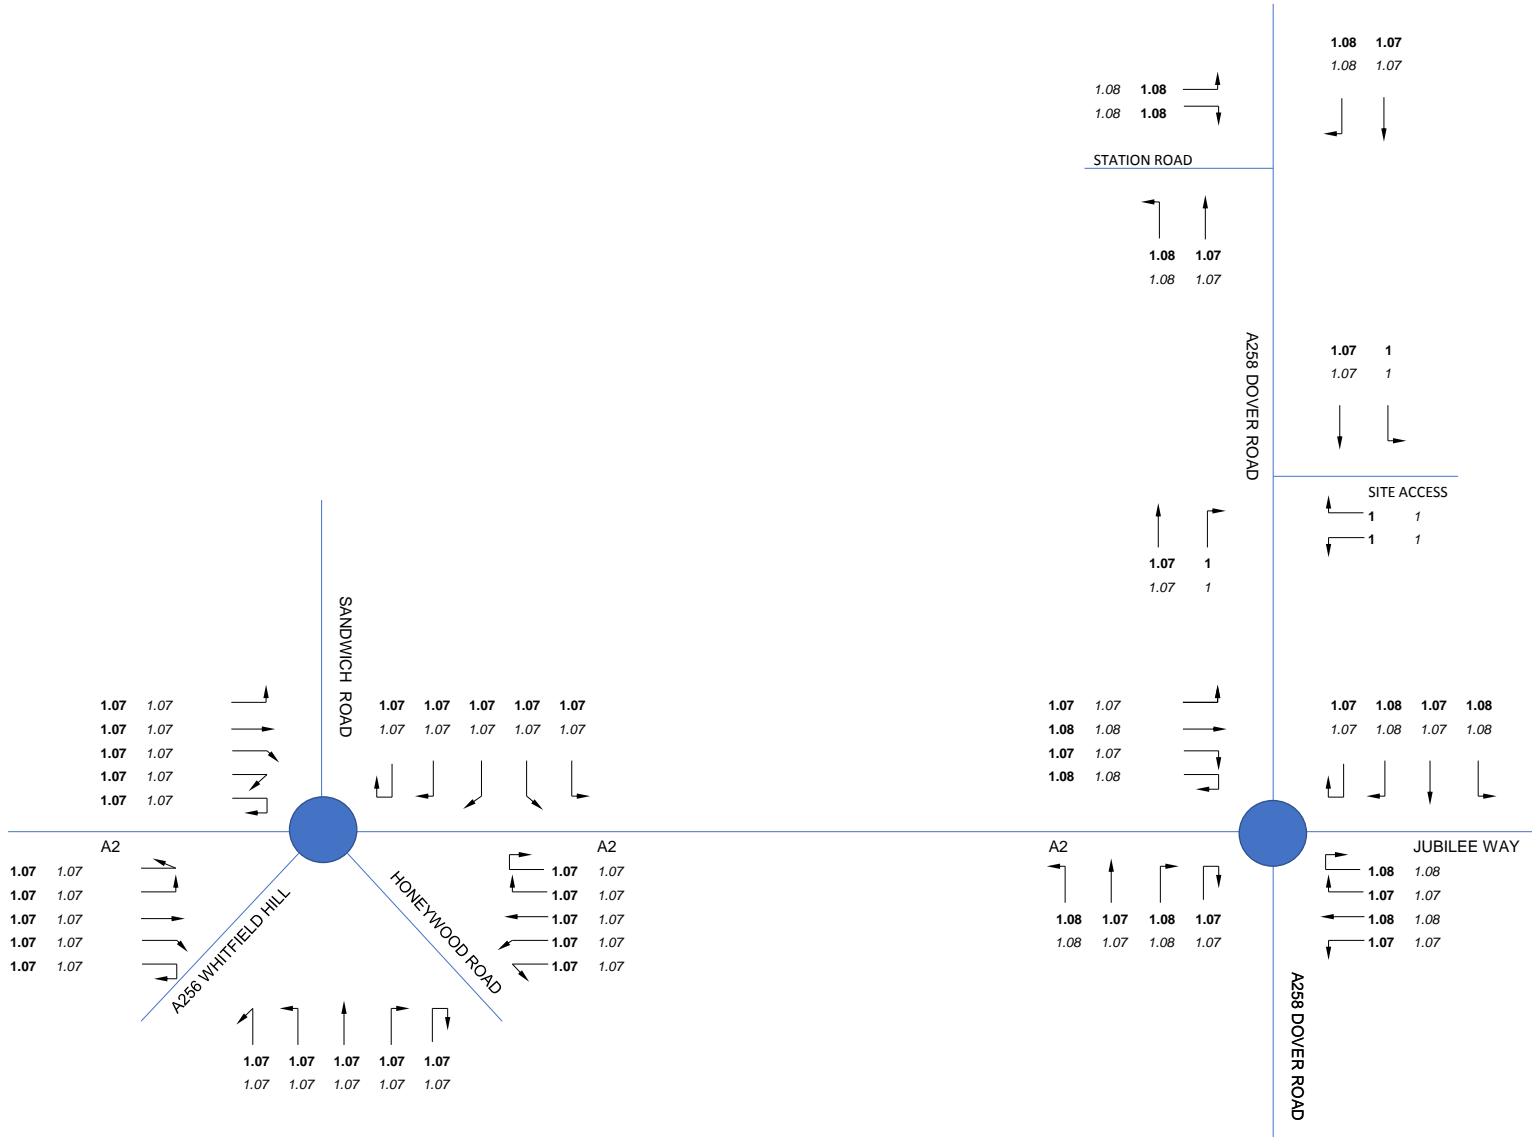 1.08 1.07
1.08 1.07
1.08 1.08
1.08 1.08
STATION ROAD
1.08 1.07
1.08 1.07
A258 DOVER ROAD
1.07 1
1.07 1
SITE ACCESS
1 1
1 1
1.07 1
1.07 1
SANDWICH ROAD
1.07 1.07
1.07 1.07
1.07 1.07
1.07 1.07
1.07 1.07
1.07 1.07 1.07 1.07 1.07
1.07 1.07 1.07 1.07 1.07
A2
A2
1.07 1.07
1.07 1.07
1.07 1.07
1.07 1.07
1.07 1.07
A256 WHITFIELD HILL
HONEYWOOD ROAD
1.07 1.07
1.07 1.07
1.07 1.07
1.07 1.07
1.07 1.07
1.07 1.07 1.07 1.07 1.07
1.07 1.07 1.07 1.07 1.07
1.07 1.07
1.08 1.08
1.07 1.07
1.08 1.08
1.07 1.08 1.07 1.08
1.07 1.08 1.07 1.08
A2
JUBILEE WAY
1.08 1.07 1.08 1.07
1.08 1.07 1.08 1.07
1.08 1.08
1.07 1.07
1.08 1.08
1.07 1.07
A258 DOVER ROAD